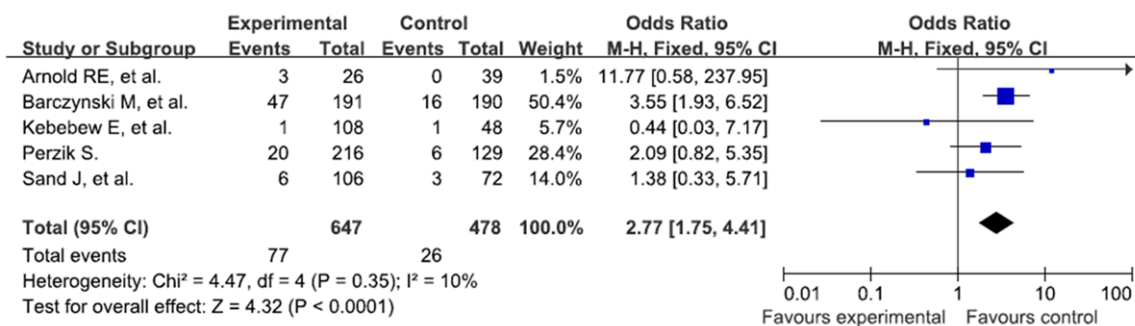 Experimental Control Odds Ratio Odds Ratio
Study or Subgroup Events Total Events Total Weight M-H, Fixed, 95% CI M-H, Fixed, 95% CI
Arnold RE, et al. 3 26 0 39 1.5% 11.77 [0.58, 237.95]
Barczynski M, et al. 47 191 16 190 50.4% 3.55 [1.93, 6.52]
Kebebew E, et al. 1 108 1 48 5.7% 0.44 [0.03, 7.17]
Perzik S. 20 216 6 129 28.4% 2.09 [0.82, 5.35]
Sand J, et al. 6 106 3 72 14.0% 1.38 [0.33, 5.71]
Total (95% CI) 647 478 100.0% 2.77 [1.75, 4.41]
Total events 77 26
Heterogeneity: Chi² = 4.47, df = 4 (P = 0.35); I² = 10%
Test for overall effect: Z = 4.32 (P < 0.0001)
0.01 0.1 1 10 100
Favours experimental Favours control